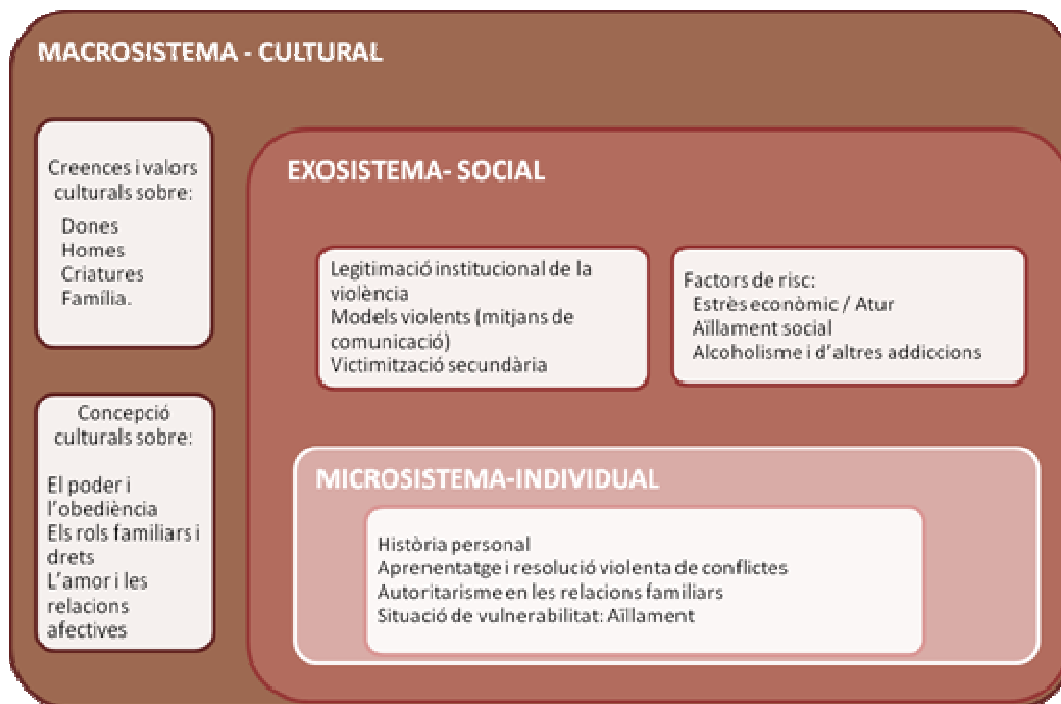 MACROSISTEMA - CULTURAL
Creences i valors
culturals sobre:
Dones
Homes
Criatures
Família.
Concepció
culturals sobre:
El poder i
l'obediència
Els rols familiars i
drets
L'amor i les
relacions
afectives
EXOSISTEMA- SOCIAL
Legitimació institucional de la
violència
Models violents (mitjans de
comunicació)
Victimització secundària
Factors de risc:
Estrès econòmic / Atur
Aïllament social
Alcoholisme i d'altres addiccions
MICROSISTEMA-INDIVIDUAL
Història personal
Aprenentatge i resolució violenta de conflictes
Autoritarisme en les relacions familiars
Situació de vulnerabilitat: Aïllament